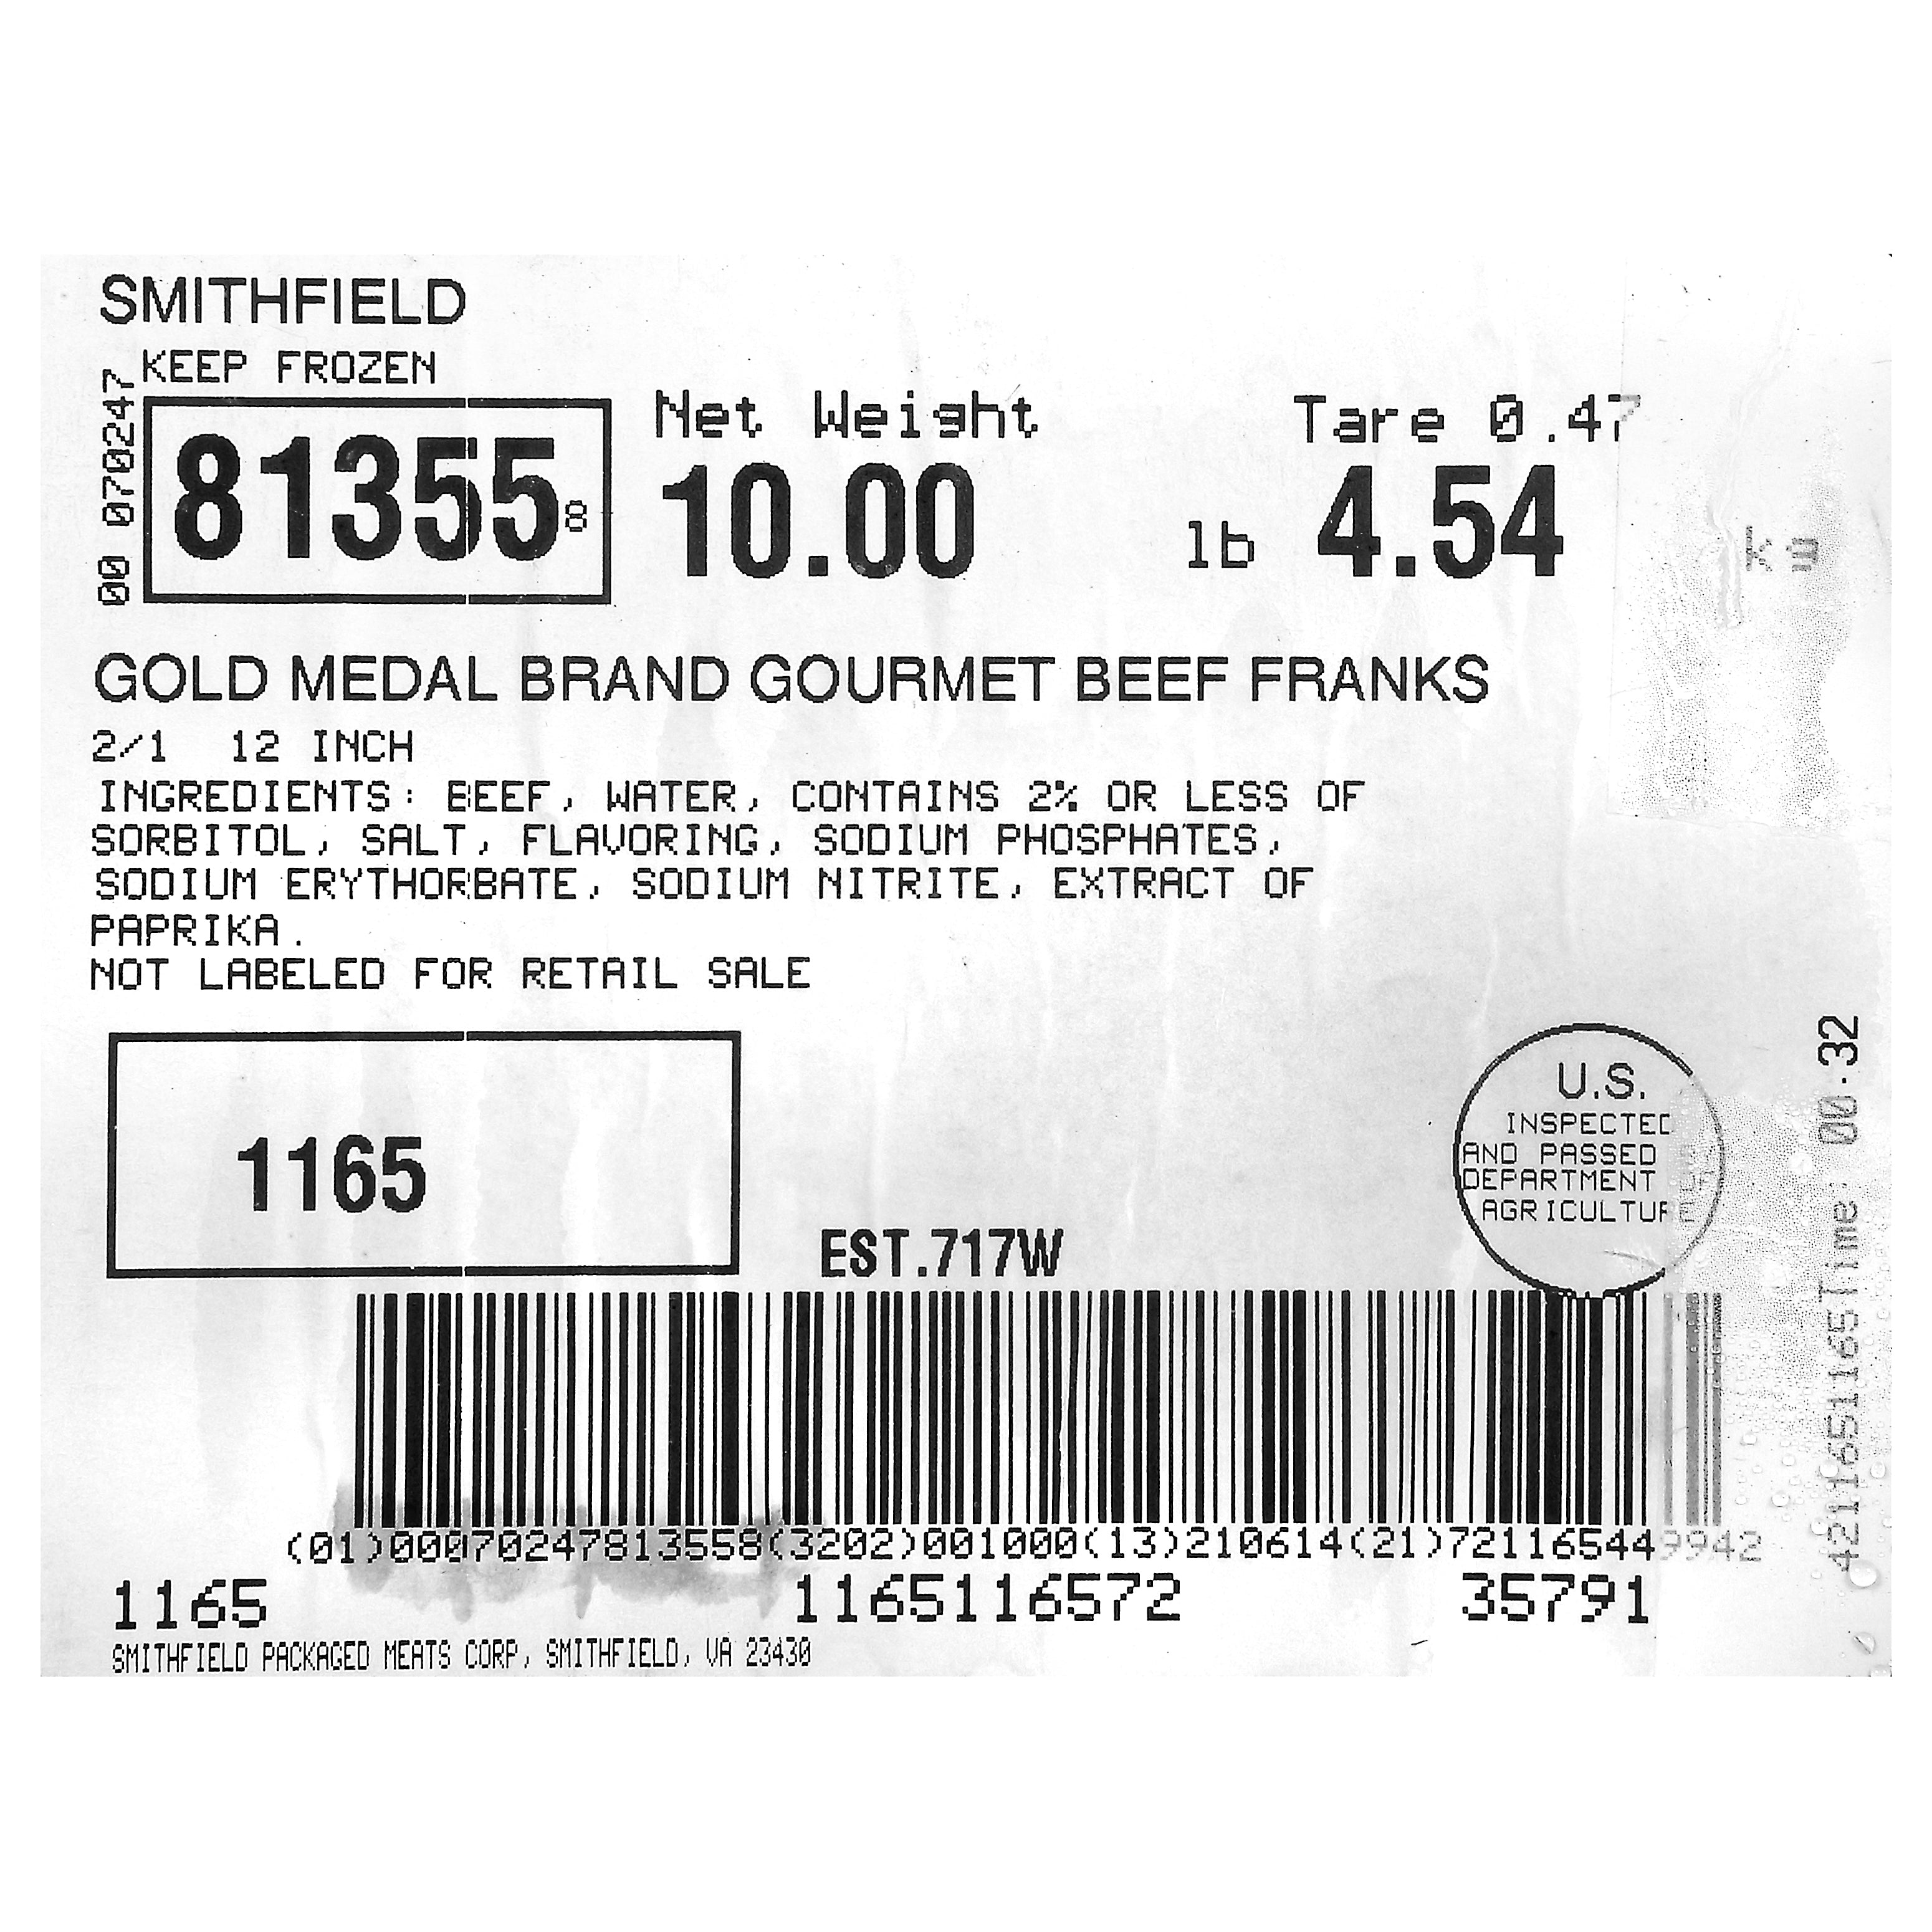 SMITHFIELD
KEEP FROZEN
00 070247
81355 8
Net Weight
10.00 lb
Tare 0.47
4.54 kg
GOLD MEDAL BRAND GOURMET BEEF FRANKS
2/1 12 INCH
INGREDIENTS: BEEF, WATER, CONTAINS 2% OR LESS OF
SORBITOL, SALT, FLAVORING, SODIUM PHOSPHATES,
SODIUM ERYTHORBATE, SODIUM NITRITE, EXTRACT OF
PAPRIKA.
NOT LABELED FOR RETAIL SALE
1165
EST.717W
U.S.
INSPECTED
AND PASSED
DEPARTMENT OF
AGRICULTURE
4211651165Time: 00:32
(01)00070247813558(3202)001000(13)210614(21)721165449942
1165 1165116572 35791
SMITHFIELD PACKAGED MEATS CORP, SMITHFIELD, VA 23430